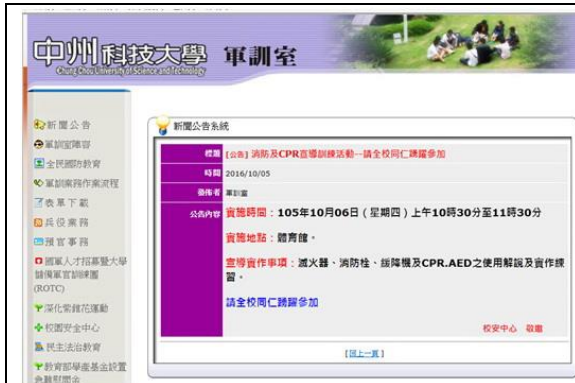 中州科技大學 軍訓室
Chung Chou University of Science and Technology
新聞公告
軍訓室陣容
全民國防教育
軍訓業務作業流程
表單下載
兵役業務
預官事務
國軍人才招募暨大學
儲備軍官訓練團
(ROTC)
深化紫錐花運動
校園安全中心
民主法治教育
教育部學產基金設置
急難慰問金
新聞公告系統
標題 [公告] 消防及CPR宣導訓練活動--請全校同仁踴躍參加
時間 2016/10/05
發佈者 軍訓室
公告內容 實施時間：105年10月06日（星期四）上午10時30分至11時30分
實施地點：體育館。
宣導實作事項：滅火器、消防栓、緩降機及CPR.AED之使用解說及實作練
習。
請全校同仁踴躍參加
校安中心 敬邀
[回上一頁]